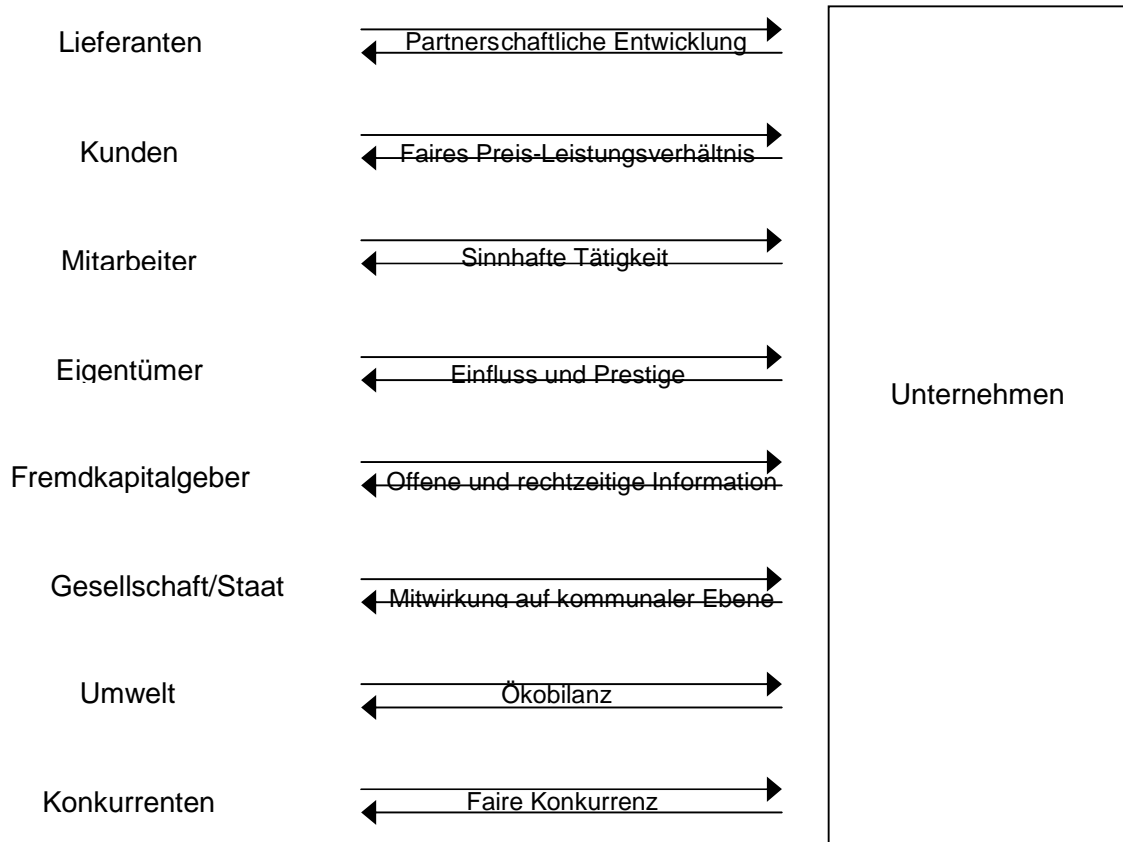 Lieferanten
Partnerschaftliche Entwicklung
Kunden
Faires Preis-Leistungsverhältnis
Mitarbeiter
Sinnhafte Tätigkeit
Eigentümer
Einfluss und Prestige
Unternehmen
Fremdkapitalgeber
Offene und rechtzeitige Information
Gesellschaft/Staat
Mitwirkung auf kommunaler Ebene
Umwelt
Ökobilanz
Konkurrenten
Faire Konkurrenz